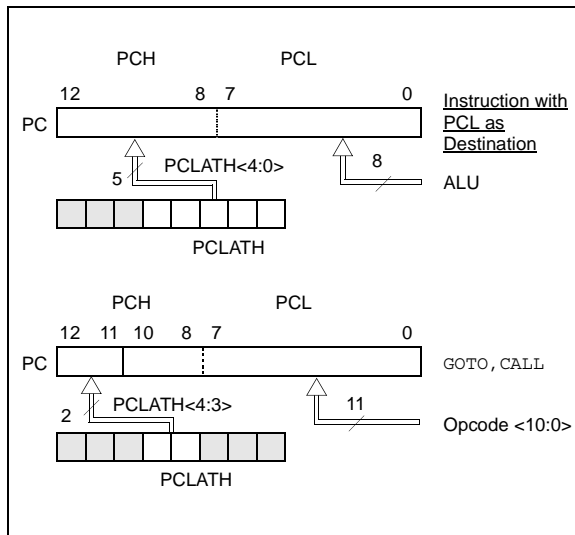 PCH PCL
12 8 7 0
PC
Instruction with
PCL as
Destination
5
PCLATH<4:0>
8
ALU
PCLATH
PCH PCL
12 11 10 8 7 0
PC
GOTO, CALL
2
PCLATH<4:3>
11
Opcode <10:0>
PCLATH